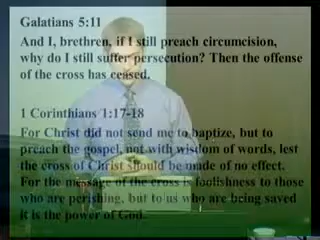 Galatians 5:11
And I, brethren, if I still preach circumcision,
why do I still suffer persecution? Then the offense
of the cross has ceased.
1 Corinthians 1:17-18
For Christ did not send me to baptize, but to
preach the gospel, not with wisdom of words, lest
the cross of Christ should be made of no effect.
For the message of the cross is foolishness to those
who are perishing, but to us who are being saved
it is the power of God.